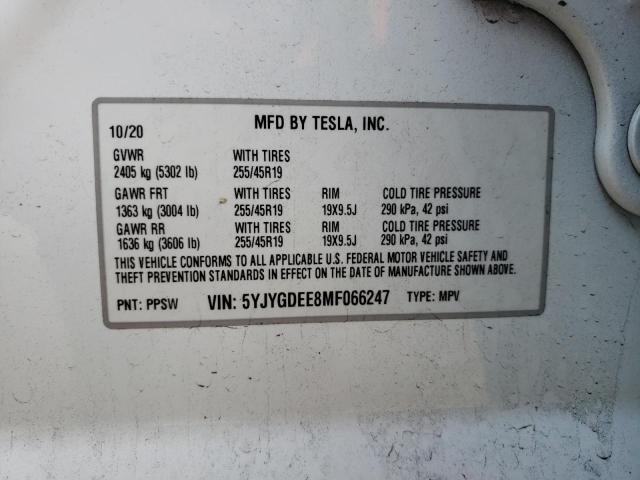 MFD BY TESLA, INC.
10/20
GVWR WITH TIRES
2405 kg (5302 lb) 255/45R19
GAWR FRT WITH TIRES RIM COLD TIRE PRESSURE
1363 kg (3004 lb) 255/45R19 19X9.5J 290 kPa, 42 psi
GAWR RR WITH TIRES RIM COLD TIRE PRESSURE
1636 kg (3606 lb) 255/45R19 19X9.5J 290 kPa, 42 psi
THIS VEHICLE CONFORMS TO ALL APPLICABLE U.S. FEDERAL MOTOR VEHICLE SAFETY AND
THEFT PREVENTION STANDARDS IN EFFECT ON THE DATE OF MANUFACTURE SHOWN ABOVE.
PNT: PPSW VIN: 5YJYGDEE8MF066247 TYPE: MPV